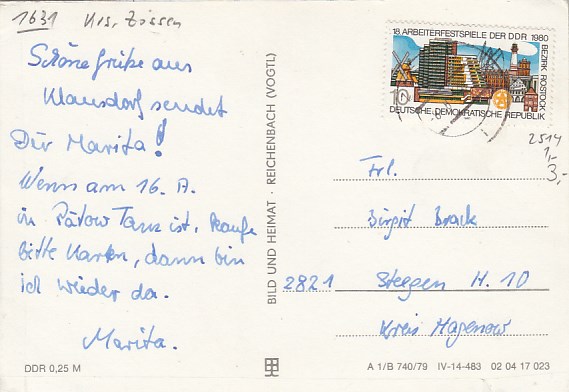 1631 Krs. Zossen
Schöne Grüße aus
Klausdorf sendet
Dir Marita!
Wenn am 16. A.
in Pätow Tanz ist, kaufe
bitte Karten, dann bin
ich wieder da.
Marita.
DDR 0,25 M
BILD UND HEIMAT · REICHENBACH (VOGTL)
18. ARBEITERFESTSPIELE DER DDR 1980
BEZIRK ROSTOCK
10
DEUTSCHE DEMOKRATISCHE REPUBLIK
2514
1,-
3,-
Frl.
Birgit Brack
2821 Steegen H. 10
Kreis Hagenow
A 1/B 740/79 IV-14-483 02 04 17 023